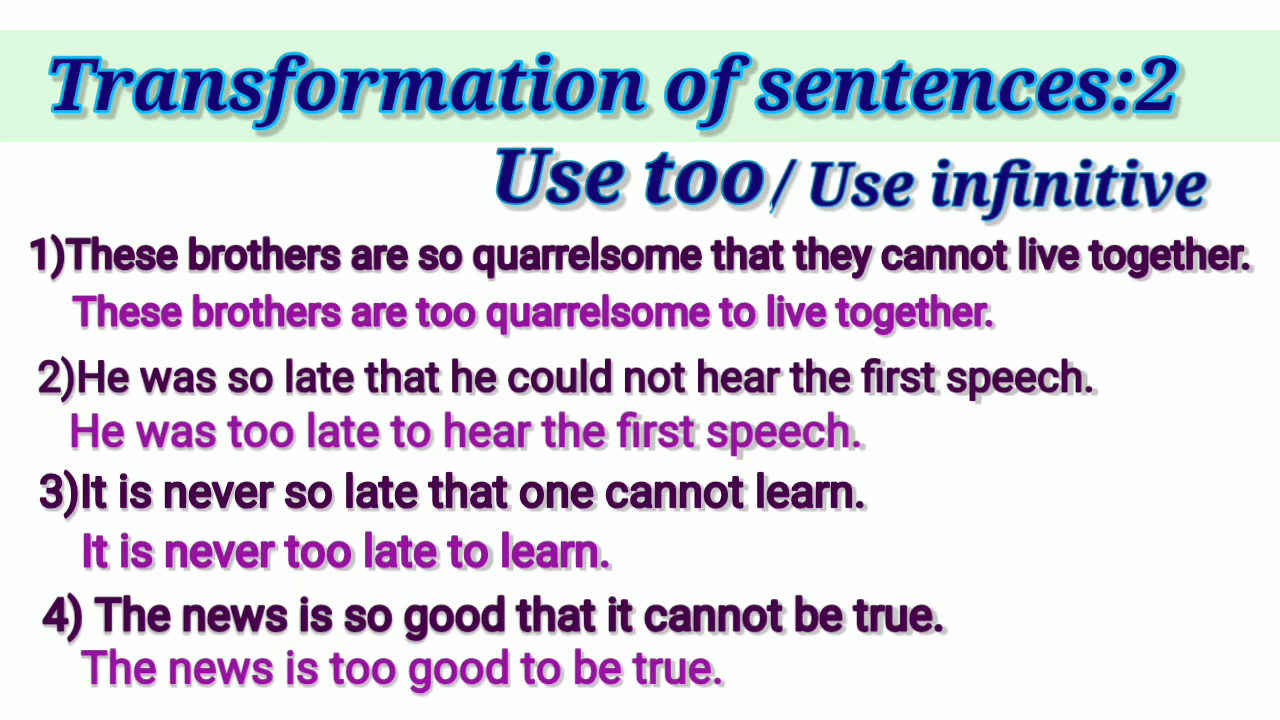 Transformation of sentences:2
Use too/ Use infinitive
1)These brothers are so quarrelsome that they cannot live together.
These brothers are too quarrelsome to live together.
2)He was so late that he could not hear the first speech.
He was too late to hear the first speech.
3)It is never so late that one cannot learn.
It is never too late to learn.
4) The news is so good that it cannot be true.
The news is too good to be true.